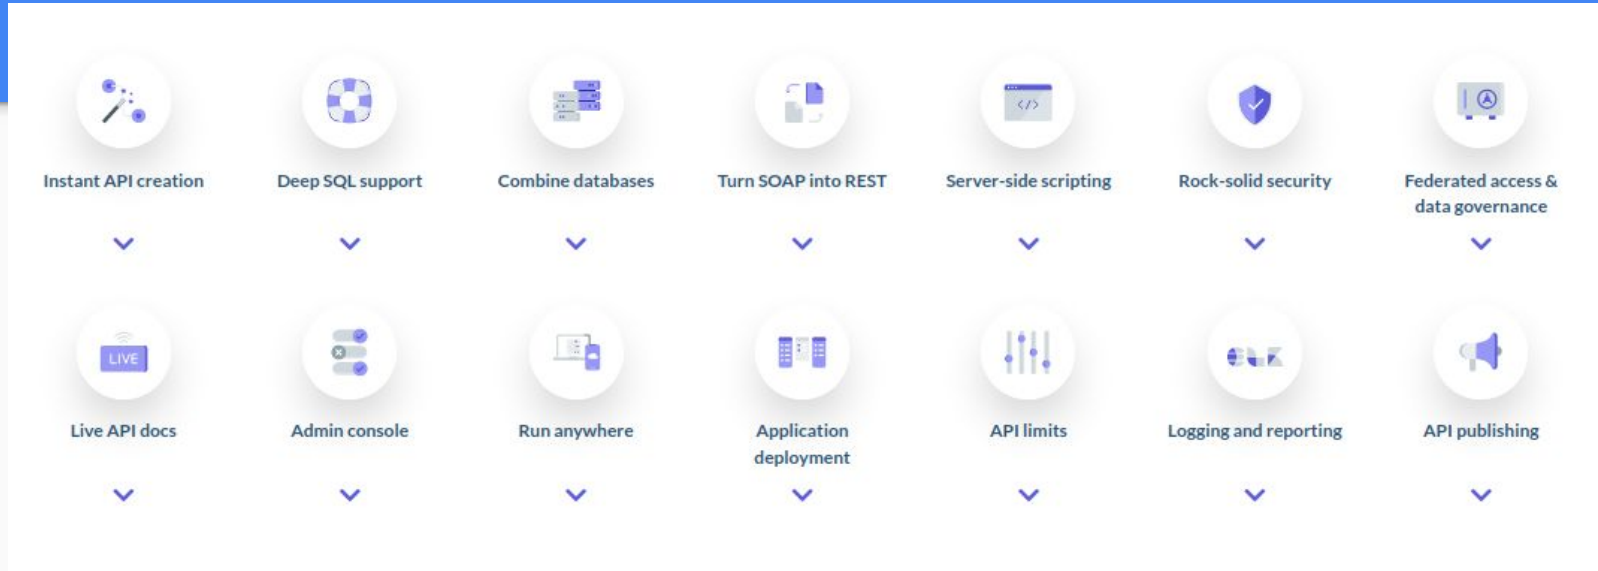 Instant API creation
Deep SQL support
Combine databases
Turn SOAP into REST
Server-side scripting
Rock-solid security
Federated access &
data governance
</>
LIVE
Live API docs
Admin console
Run anywhere
Application
deployment
API limits
ELK
Logging and reporting
API publishing